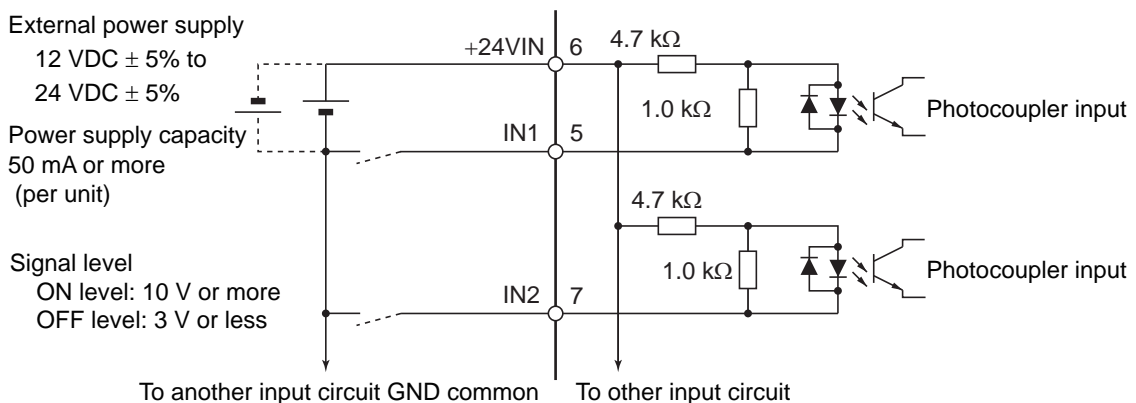 External power supply
12 VDC ± 5% to
24 VDC ± 5%
Power supply capacity
50 mA or more
(per unit)
Signal level
ON level: 10 V or more
OFF level: 3 V or less
+24VIN 6
4.7 kΩ
1.0 kΩ
Photocoupler input
IN1 5
4.7 kΩ
1.0 kΩ
Photocoupler input
IN2 7
To another input circuit GND common
To other input circuit